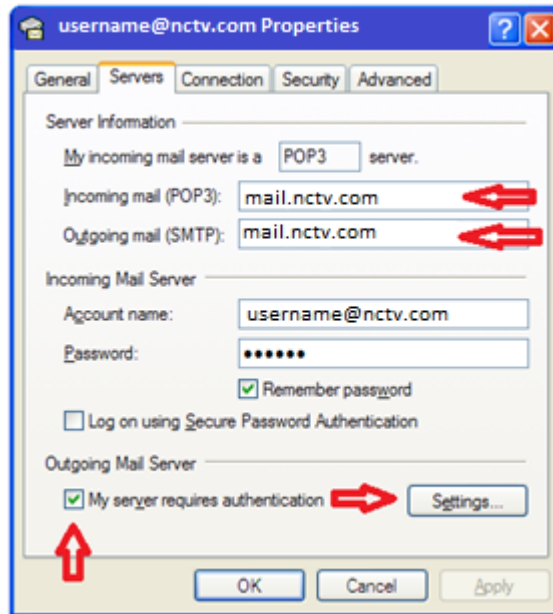 username@nctv.com Properties
General Servers Connection Security Advanced
Server Information
My incoming mail server is a POP3 server.
Incoming mail (POP3): mail.nctv.com
Outgoing mail (SMTP): mail.nctv.com
Incoming Mail Server
Account name: username@nctv.com
Password: ••••••
Remember password
Log on using Secure Password Authentication
Outgoing Mail Server
My server requires authentication Settings...
OK Cancel Apply